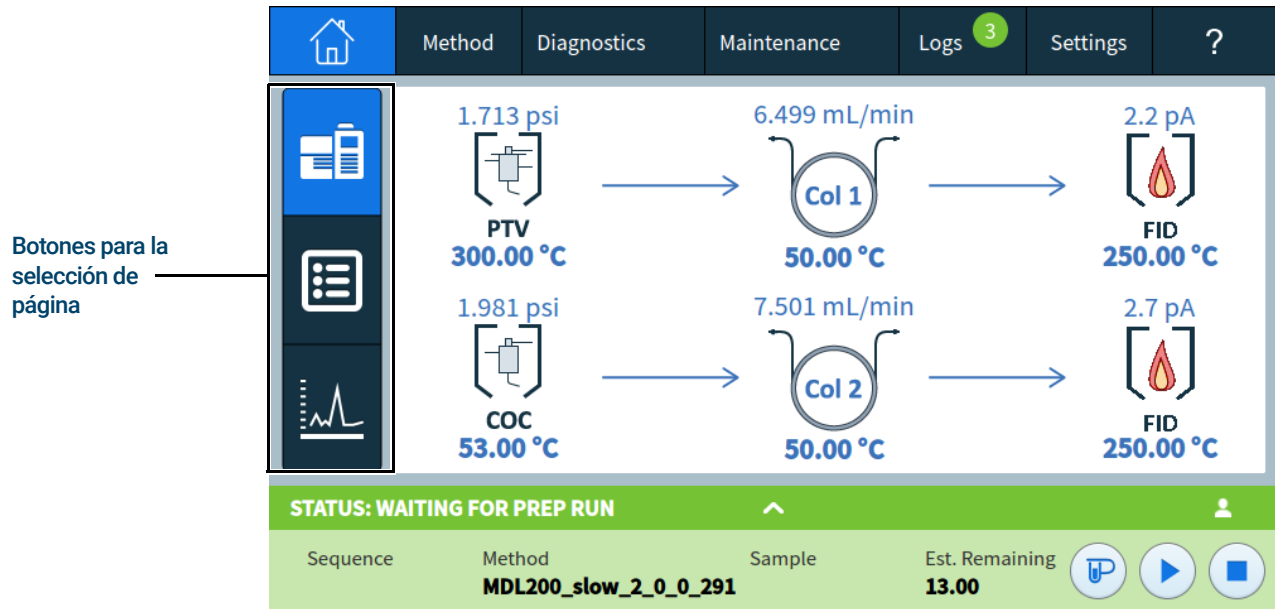 Method Diagnostics Maintenance Logs 3 Settings ?
Botones para la
selección de
página
1.713 psi 6.499 mL/min 2.2 pA
Col 1
PTV FID
300.00 °C 50.00 °C 250.00 °C
1.981 psi 7.501 mL/min 2.7 pA
Col 2
COC FID
53.00 °C 50.00 °C 250.00 °C
STATUS: WAITING FOR PREP RUN
Sequence Method Sample Est. Remaining
MDL200_slow_2_0_0_291 13.00